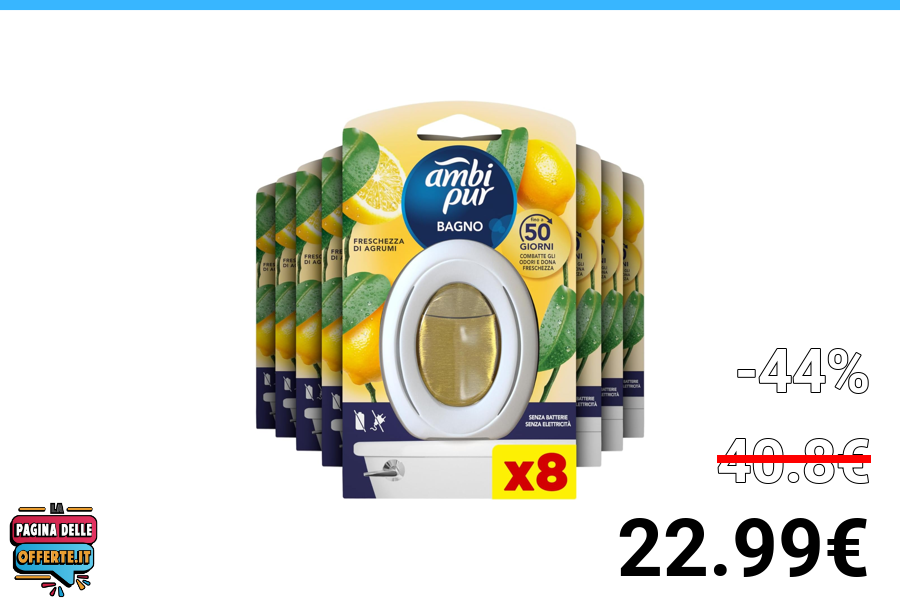 ambi
pur
BAGNO
FRESCHEZZA
DI AGRUMI
fino a
50
GIORNI
COMBATTE GLI
ODORI E DONA
FRESCHEZZA
SENZA BATTERIE
SENZA ELETTRICITÀ
x8
-44%
40.8€
22.99€
LA
PAGINA DELLE
OFFERTE.IT